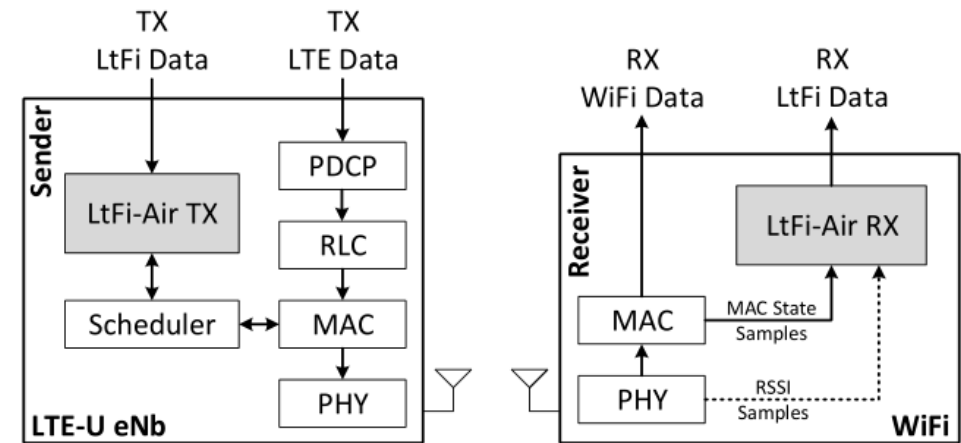 TX
LtFi Data
TX
LTE Data
Sender
LtFi-Air TX
Scheduler
PDCP
RLC
MAC
PHY
LTE-U eNb
RX
WiFi Data
RX
LtFi Data
Receiver
LtFi-Air RX
MAC
MAC State
Samples
PHY
RSSI
Samples
WiFi